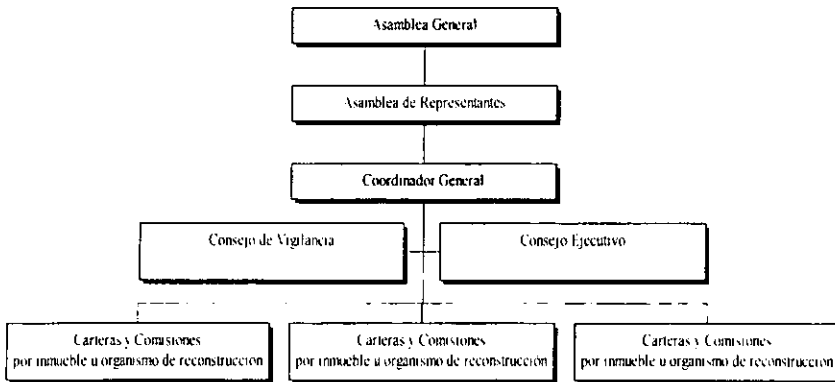 Asamblea General
Asamblea de Representantes
Coordinador General
Consejo de Vigilancia
Consejo Ejecutivo
Carteras y Comisiones
por inmueble u organismo de reconstrucción
Carteras y Comisiones
por inmueble u organismo de reconstrucción
Carteras y Comisiones
por inmueble u organismo de reconstrucción